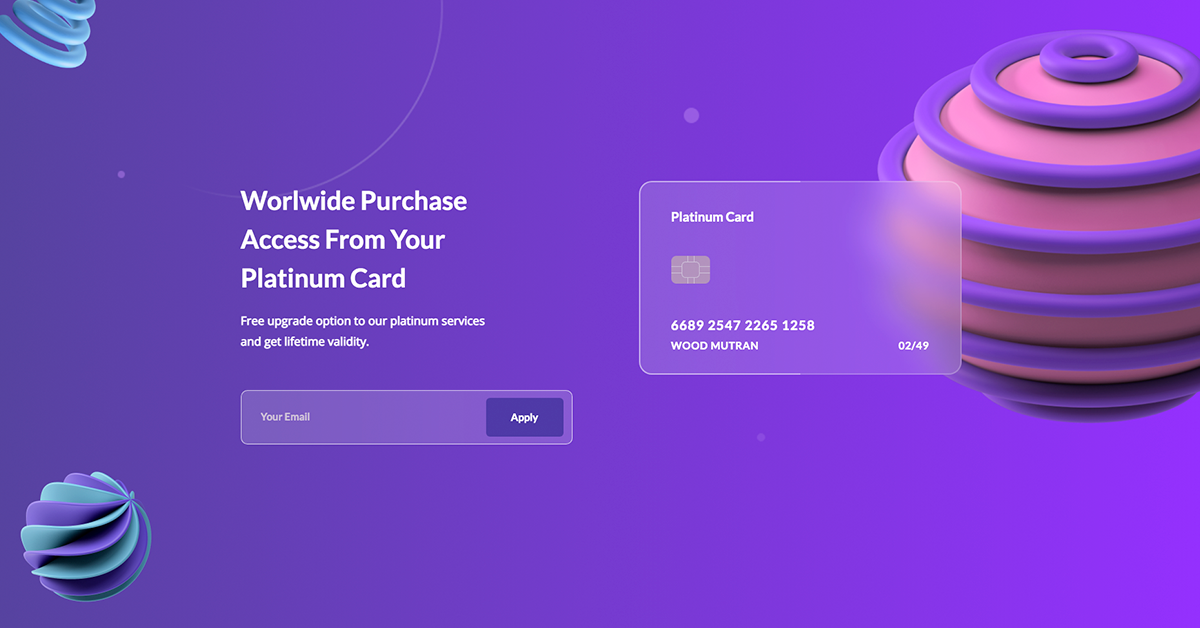 Worlwide Purchase
Access From Your
Platinum Card
Free upgrade option to our platinum services
and get lifetime validity.
Your Email
Apply
Platinum Card
6689 2547 2265 1258
WOOD MUTRAN
02/49